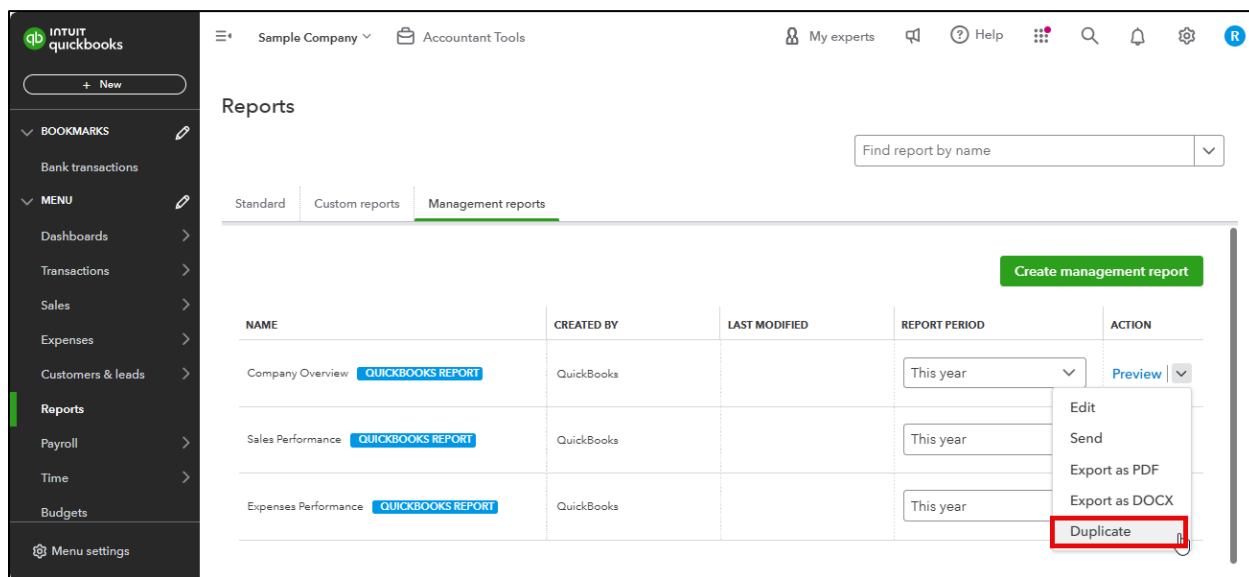 INTUIT
quickbooks
Sample Company
Accountant Tools
My experts
Help
R
+ New
Reports
BOOKMARKS
Find report by name
Bank transactions
MENU
Standard Custom reports Management reports
Dashboards
Transactions
Create management report
Sales
Expenses
NAME CREATED BY LAST MODIFIED REPORT PERIOD ACTION
Customers & leads
Company Overview QUICKBOOKS REPORT QuickBooks This year Preview
Reports
Edit
Payroll
Sales Performance QUICKBOOKS REPORT QuickBooks This year
Send
Export as PDF
Time
Expenses Performance QUICKBOOKS REPORT QuickBooks This year
Export as DOCX
Budgets
Duplicate
Menu settings